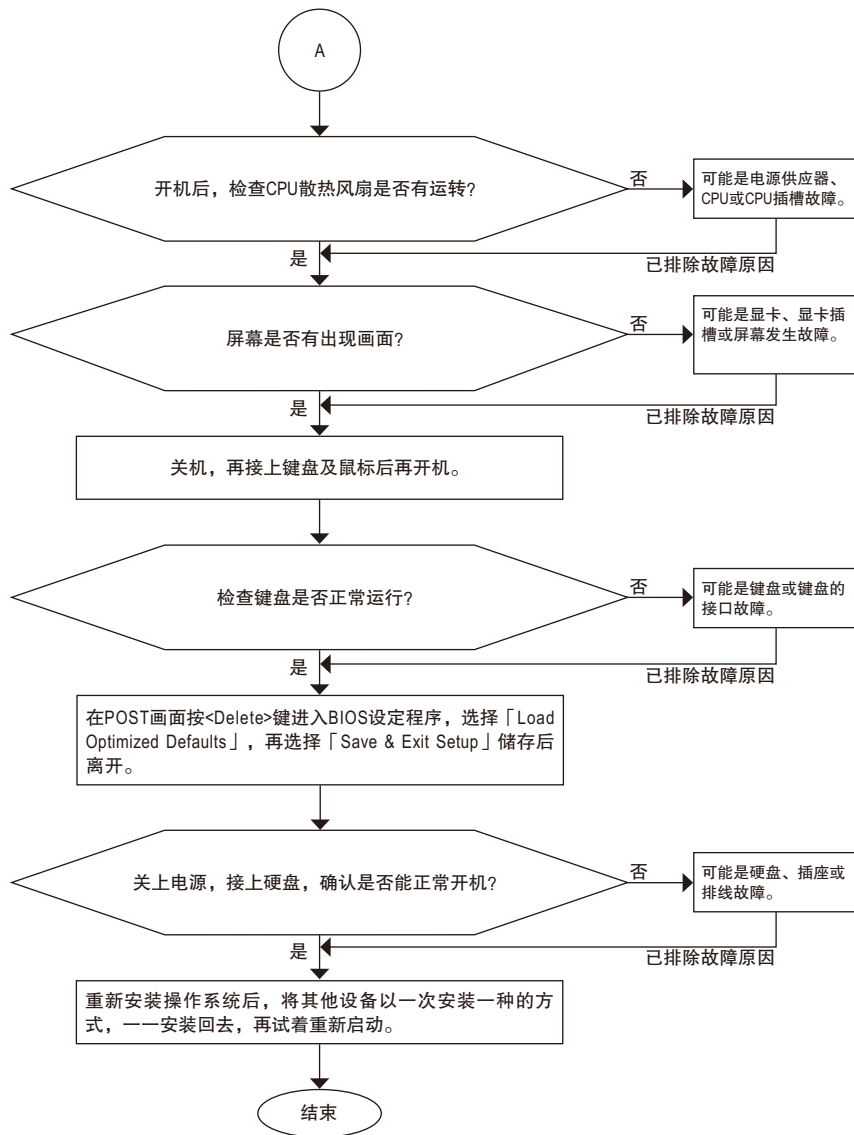 A
开机后，检查CPU散热风扇是否有运转?
否
可能是电源供应器、
CPU或CPU插槽故障。
是
已排除故障原因
屏幕是否有出现画面?
否
可能是显卡、显卡插
槽或屏幕发生故障。
是
已排除故障原因
关机，再接上键盘及鼠标后再开机。
检查键盘是否正常运行?
否
可能是键盘或键盘的
接口故障。
是
已排除故障原因
在POST画面按<Delete>键进入BIOS设定程序，选择「Load
Optimized Defaults」，再选择「Save & Exit Setup」储存后
离开。
关上电源，接上硬盘，确认是否能正常开机?
否
可能是硬盘、插座或
排线故障。
是
已排除故障原因
重新安装操作系统后，将其他设备以一次安装一种的方
式，一一安装回去，再试着重新启动。
结束